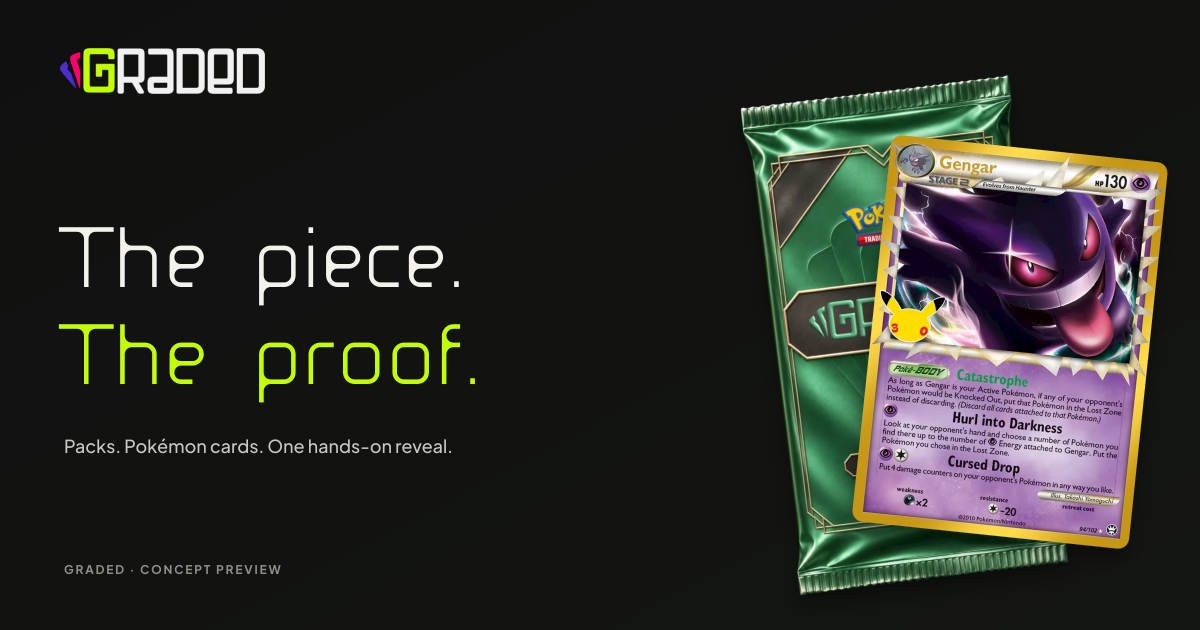 GRADED
The piece.
The proof.
Packs. Pokémon cards. One hands-on reveal.
GRADED · CONCEPT PREVIEW
Gengar
STAGE 2
Evolves from Haunter
HP 130
30
Poké-BODY Catastrophe
As long as Gengar is your Active Pokémon, if any of your opponent's
Pokémon would be Knocked Out, put that Pokémon in the Lost Zone
instead of discarding. (Discard all cards attached to that Pokémon.)
Hurl into Darkness
Look at your opponent's hand and choose a number of Pokémon you
find there up to the number of Energy attached to Gengar. Put the
Pokémon you chose in the Lost Zone.
Cursed Drop
Put 4 damage counters on your opponent's Pokémon in any way you like.
Illus. Takashi Yamaguchi
weakness
×2
resistance
-20
retreat cost
©2010 Pokémon/Nintendo
94/102